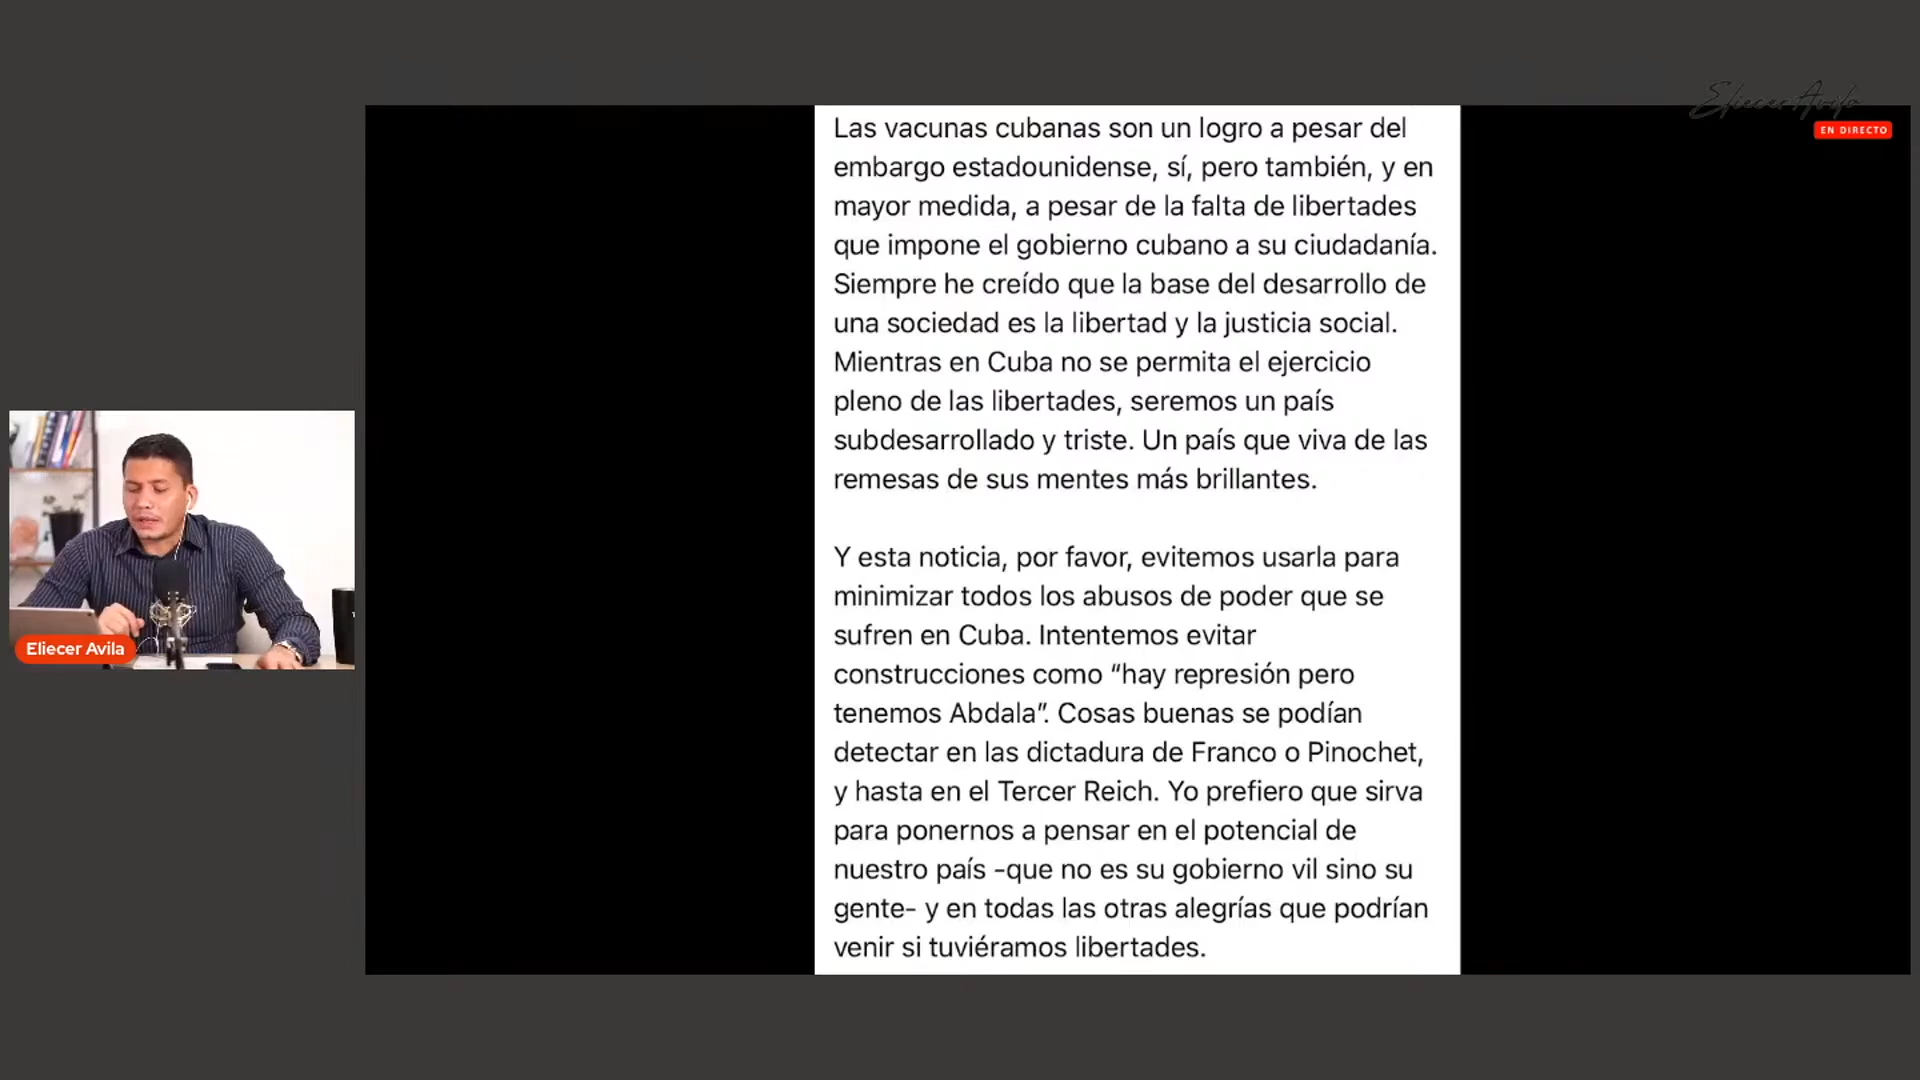 Eliecer Avila
EN DIRECTO
Las vacunas cubanas son un logro a pesar del
embargo estadounidense, sí, pero también, y en
mayor medida, a pesar de la falta de libertades
que impone el gobierno cubano a su ciudadanía.
Siempre he creído que la base del desarrollo de
una sociedad es la libertad y la justicia social.
Mientras en Cuba no se permita el ejercicio
pleno de las libertades, seremos un país
subdesarrollado y triste. Un país que viva de las
remesas de sus mentes más brillantes.
Y esta noticia, por favor, evitemos usarla para
minimizar todos los abusos de poder que se
sufren en Cuba. Intentemos evitar
construcciones como “hay represión pero
tenemos Abdala”. Cosas buenas se podían
detectar en las dictadura de Franco o Pinochet,
y hasta en el Tercer Reich. Yo prefiero que sirva
para ponernos a pensar en el potencial de
nuestro país -que no es su gobierno vil sino su
gente- y en todas las otras alegrías que podrían
venir si tuviéramos libertades.
Eliecer Avila